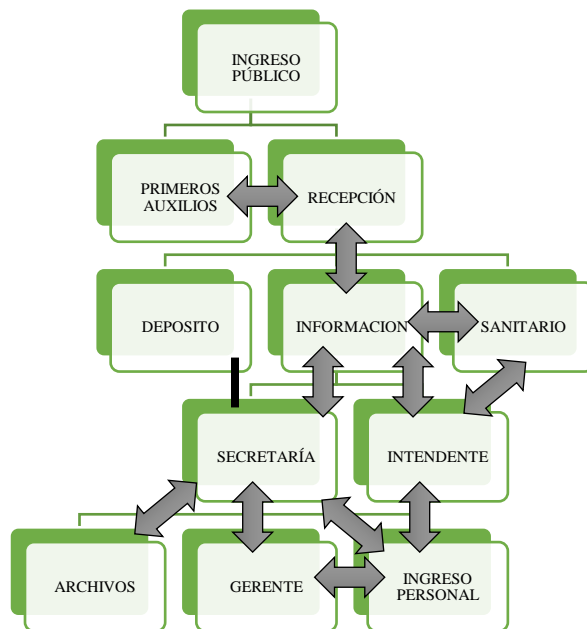 INGRESO
PÚBLICO
PRIMEROS
AUXILIOS
RECEPCIÓN
DEPOSITO
INFORMACION
SANITARIO
SECRETARÍA
INTENDENTE
ARCHIVOS
GERENTE
INGRESO
PERSONAL